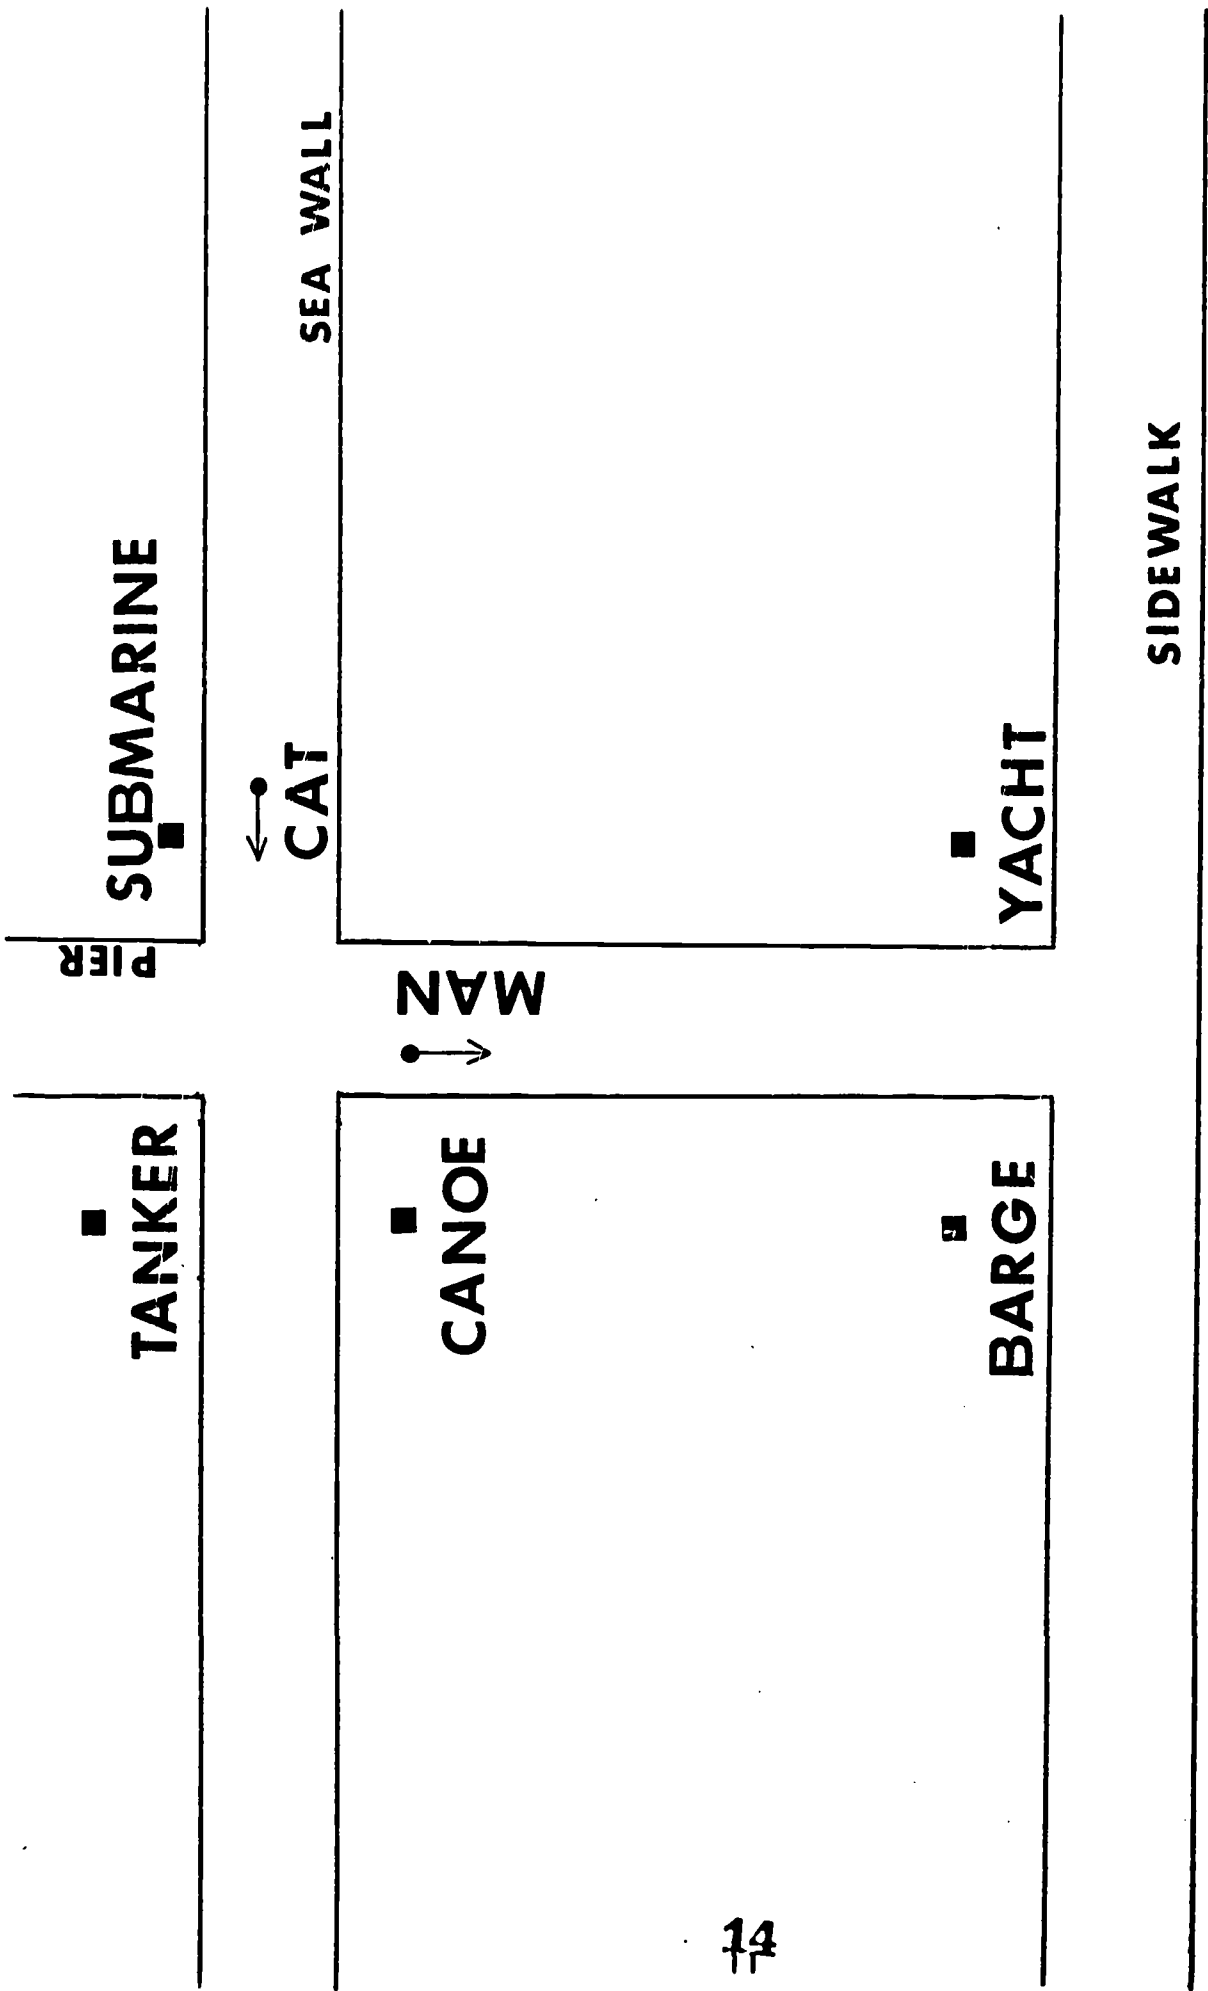 SUBMARINE
TANKER
PIER
SEA WALL
CAT
MAN
CANOE
YACHT
BARGE
SIDEWALK
14